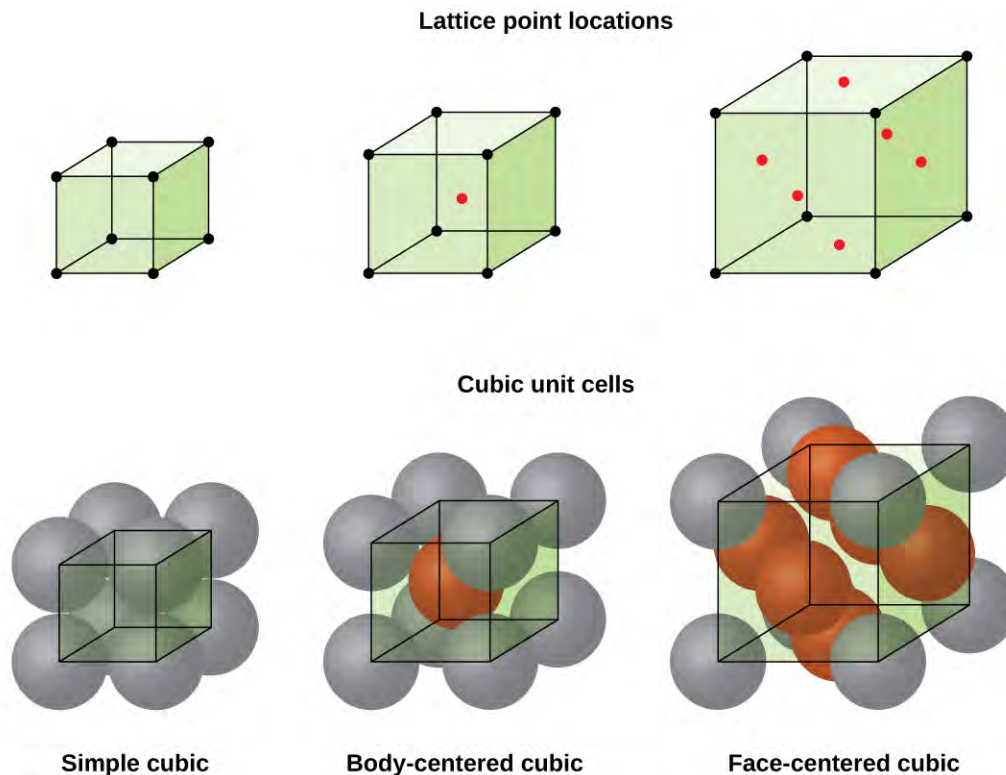 Lattice point locations
Cubic unit cells
Simple cubic
Body-centered cubic
Face-centered cubic